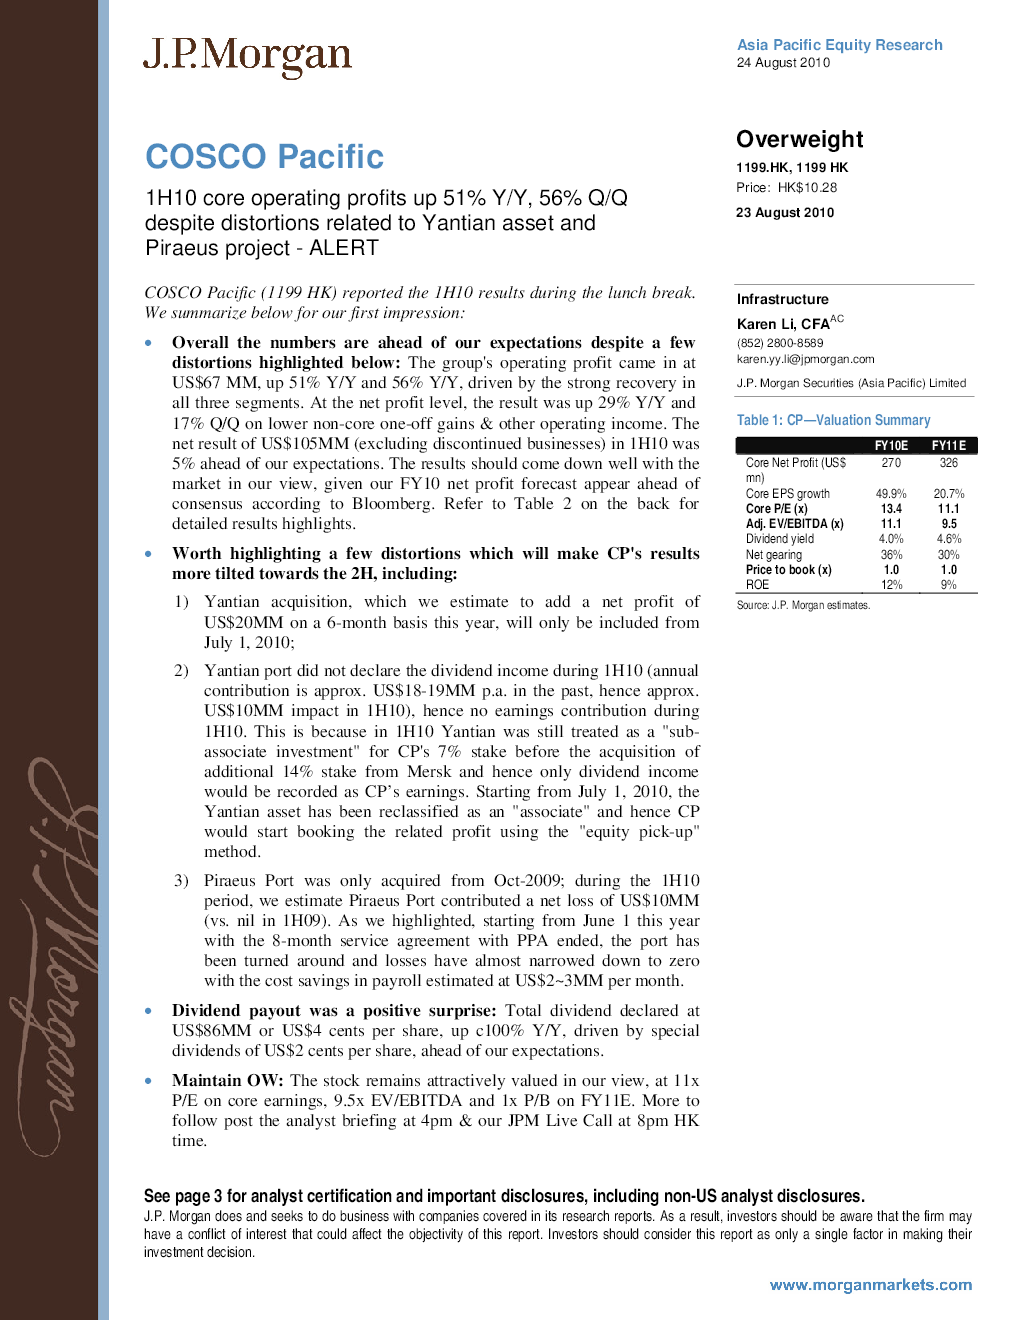 J.P.Morgan
Asia Pacific Equity Research
24 August 2010
COSCO Pacific
1H10 core operating profits up 51% Y/Y, 56% Q/Q
despite distortions related to Yantian asset and
Piraeus project - ALERT
Overweight
1199.HK, 1199 HK
Price: HK$10.28
23 August 2010
COSCO Pacific (1199 HK) reported the 1H10 results during the lunch break.
We summarize below for our first impression:
• Overall the numbers are ahead of our expectations despite a few
distortions highlighted below: The group's operating profit came in at
US$67 MM, up 51% Y/Y and 56% Y/Y, driven by the strong recovery in
all three segments. At the net profit level, the result was up 29% Y/Y and
17% Q/Q on lower non-core one-off gains & other operating income. The
net result of US$105MM (excluding discontinued businesses) in 1H10 was
5% ahead of our expectations. The results should come down well with the
market in our view, given our FY10 net profit forecast appear ahead of
consensus according to Bloomberg. Refer to Table 2 on the back for
detailed results highlights.
• Worth highlighting a few distortions which will make CP's results
more tilted towards the 2H, including:
1) Yantian acquisition, which we estimate to add a net profit of
US$20MM on a 6-month basis this year, will only be included from
July 1, 2010;
2) Yantian port did not declare the dividend income during 1H10 (annual
contribution is approx. US$18-19MM p.a. in the past, hence approx.
US$10MM impact in 1H10), hence no earnings contribution during
1H10. This is because in 1H10 Yantian was still treated as a "sub-
associate investment" for CP's 7% stake before the acquisition of
additional 14% stake from Mersk and hence only dividend income
would be recorded as CP's earnings. Starting from July 1, 2010, the
Yantian asset has been reclassified as an "associate" and hence CP
would start booking the related profit using the "equity pick-up"
method.
3) Piraeus Port was only acquired from Oct-2009; during the 1H10
period, we estimate Piraeus Port contributed a net loss of US$10MM
(vs. nil in 1H09). As we highlighted, starting from June 1 this year
with the 8-month service agreement with PPA ended, the port has
been turned around and losses have almost narrowed down to zero
with the cost savings in payroll estimated at US$2~3MM per month.
• Dividend payout was a positive surprise: Total dividend declared at
US$86MM or US$4 cents per share, up c100% Y/Y, driven by special
dividends of US$2 cents per share, ahead of our expectations.
• Maintain OW: The stock remains attractively valued in our view, at 11x
P/E on core earnings, 9.5x EV/EBITDA and 1x P/B on FY11E. More to
follow post the analyst briefing at 4pm & our JPM Live Call at 8pm HK
time.
Infrastructure
Karen Li, CFA AC
(852) 2800-8589
karen.yy.li@jpmorgan.com
J.P. Morgan Securities (Asia Pacific) Limited
Table 1: CP—Valuation Summary
FY10E FY11E
Core Net Profit (US$ 270 326
mn)
Core EPS growth 49.9% 20.7%
Core P/E (x) 13.4 11.1
Adj. EV/EBITDA (x) 11.1 9.5
Dividend yield 4.0% 4.6%
Net gearing 36% 30%
Price to book (x) 1.0 1.0
ROE 12% 9%
Source: J.P. Morgan estimates.
J.P.Morgan
See page 3 for analyst certification and important disclosures, including non-US analyst disclosures.
J.P. Morgan does and seeks to do business with companies covered in its research reports. As a result, investors should be aware that the firm may
have a conflict of interest that could affect the objectivity of this report. Investors should consider this report as only a single factor in making their
investment decision.
www.morganmarkets.com